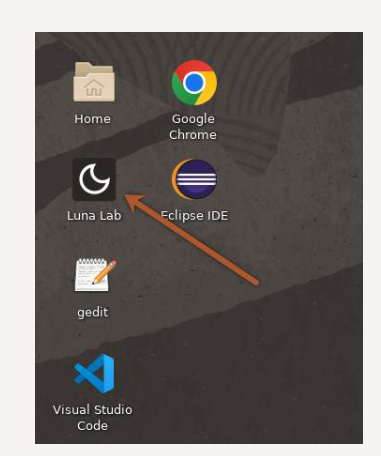 Home
Google
Chrome
Luna Lab
Eclipse IDE
gedit
Visual Studio
Code